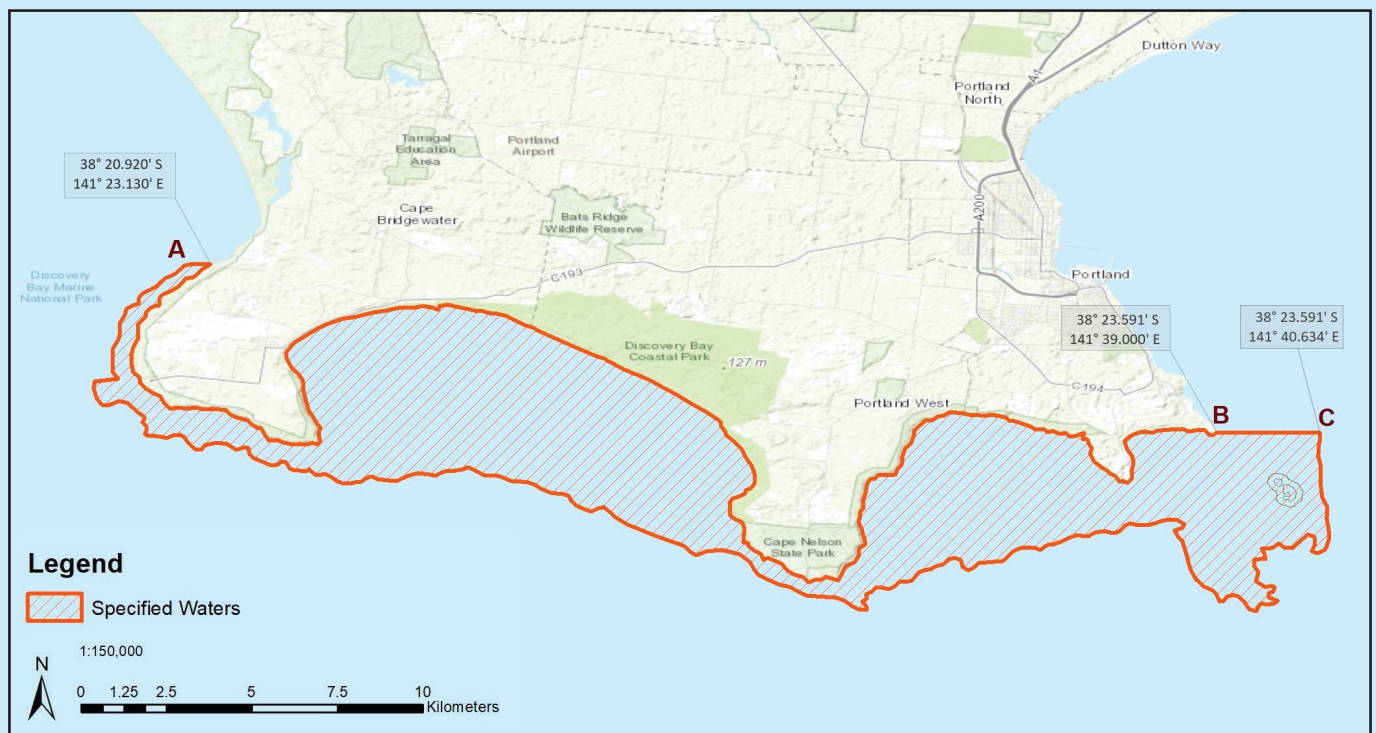 Dutton Way
A1
Portland
North
Tarragal
Education
Area
Portland
Airport
38° 20.920' S
141° 23.130' E
Cape
Bridgewater
Bats Ridge
Wildlife Reserve
A200
A
C193
Discovery
Bay Marine
National Park
Portland
38° 23.591' S
141° 39.000' E
38° 23.591' S
141° 40.634' E
Discovery Bay
Coastal Park
127 m
C194
Portland West
B
C
Cape Nelson
State Park
Legend
Specified Waters
1:150,000
N
0 1.25 2.5 5 7.5 10
Kilometers